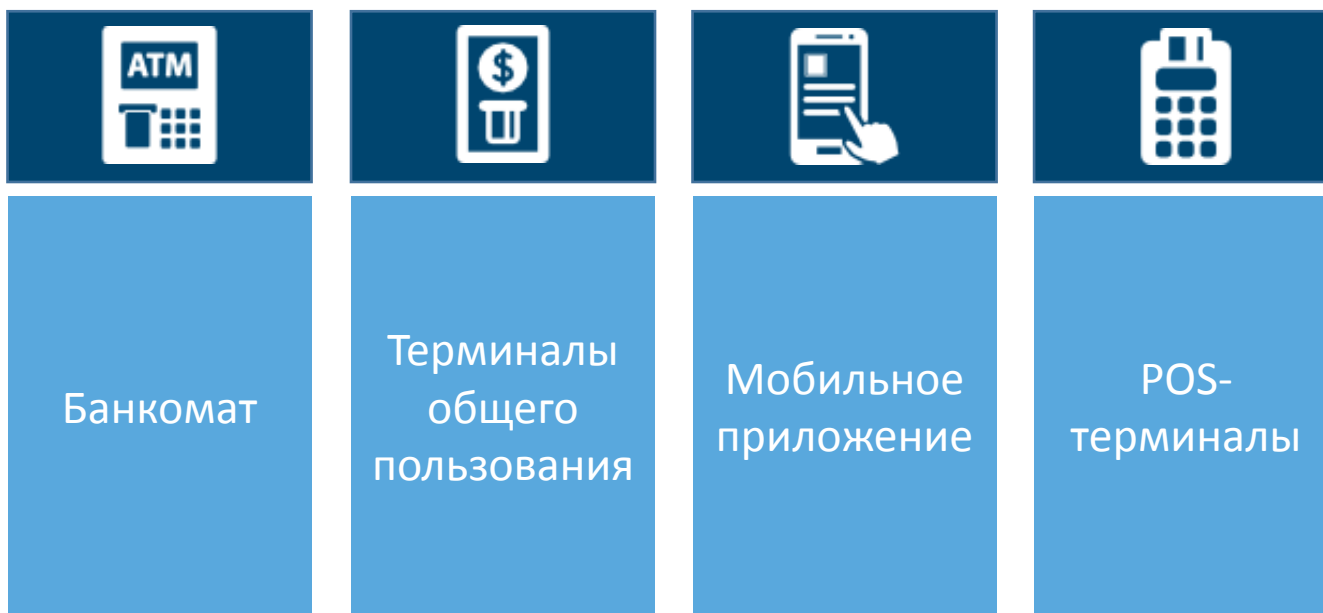 ATM
$
Банкомат
Терминалы
общего
пользования
Мобильное
приложение
POS-
терминалы